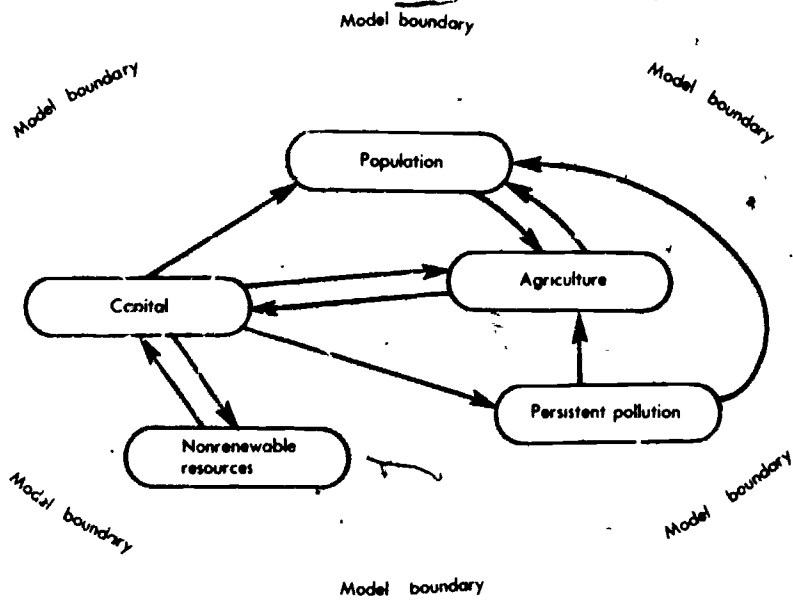 Model boundary
Model boundary
Model boundary
Population
Agriculture
Capital
Persistent pollution
Nonrenewable
resources
Model boundary
Model boundary
Model boundary